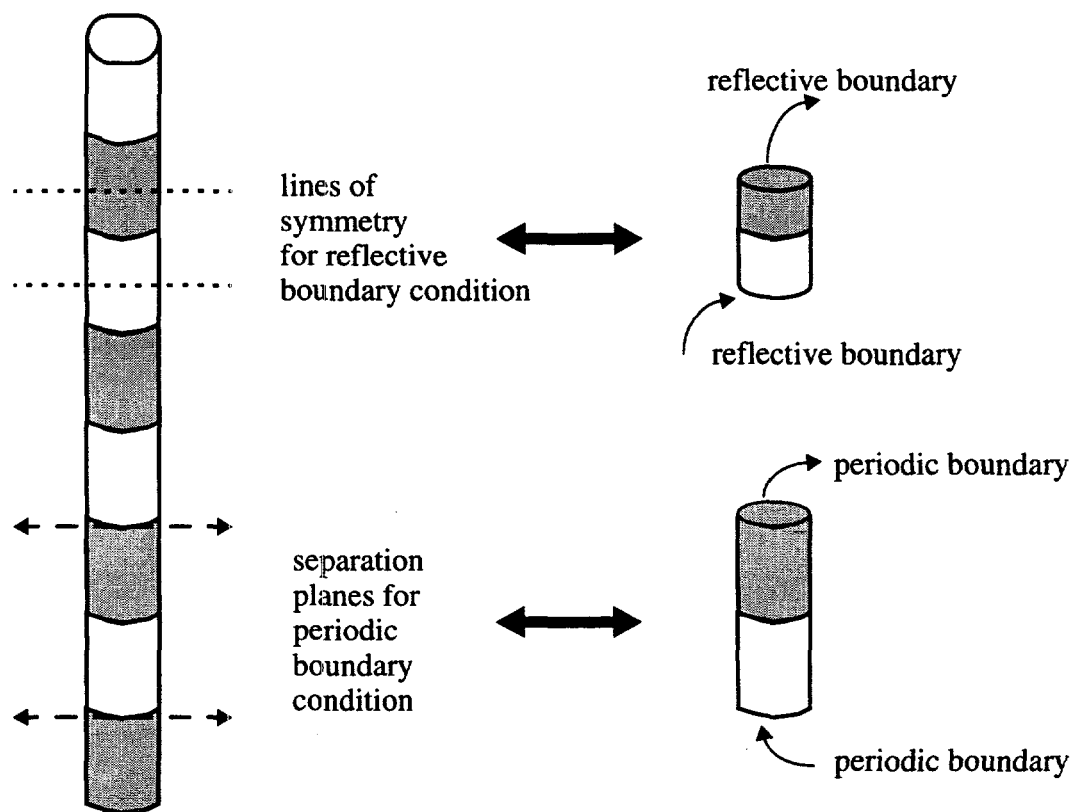 reflective boundary
lines of
symmetry
for reflective
boundary condition
reflective boundary
periodic boundary
separation
planes for
periodic
boundary
condition
periodic boundary